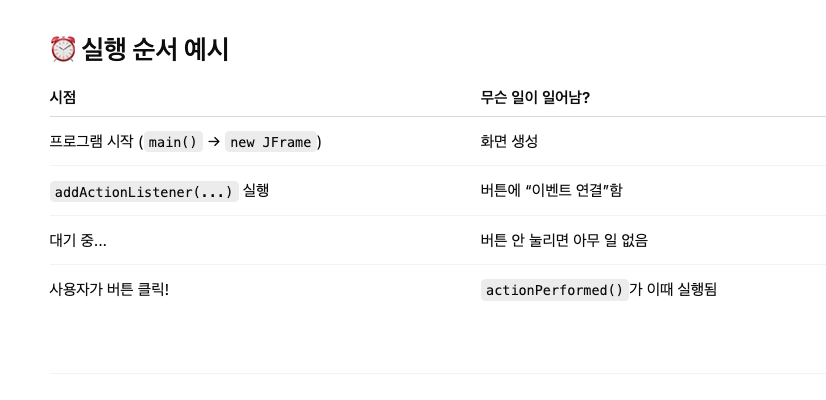 ⏰ 실행 순서 예시
시점 무슨 일이 일어남?
프로그램 시작 (main() → new JFrame) 화면 생성
addActionListener(...) 실행 버튼에 “이벤트 연결”함
대기 중... 버튼 안 눌리면 아무 일 없음
사용자가 버튼 클릭! actionPerformed()가 이때 실행됨